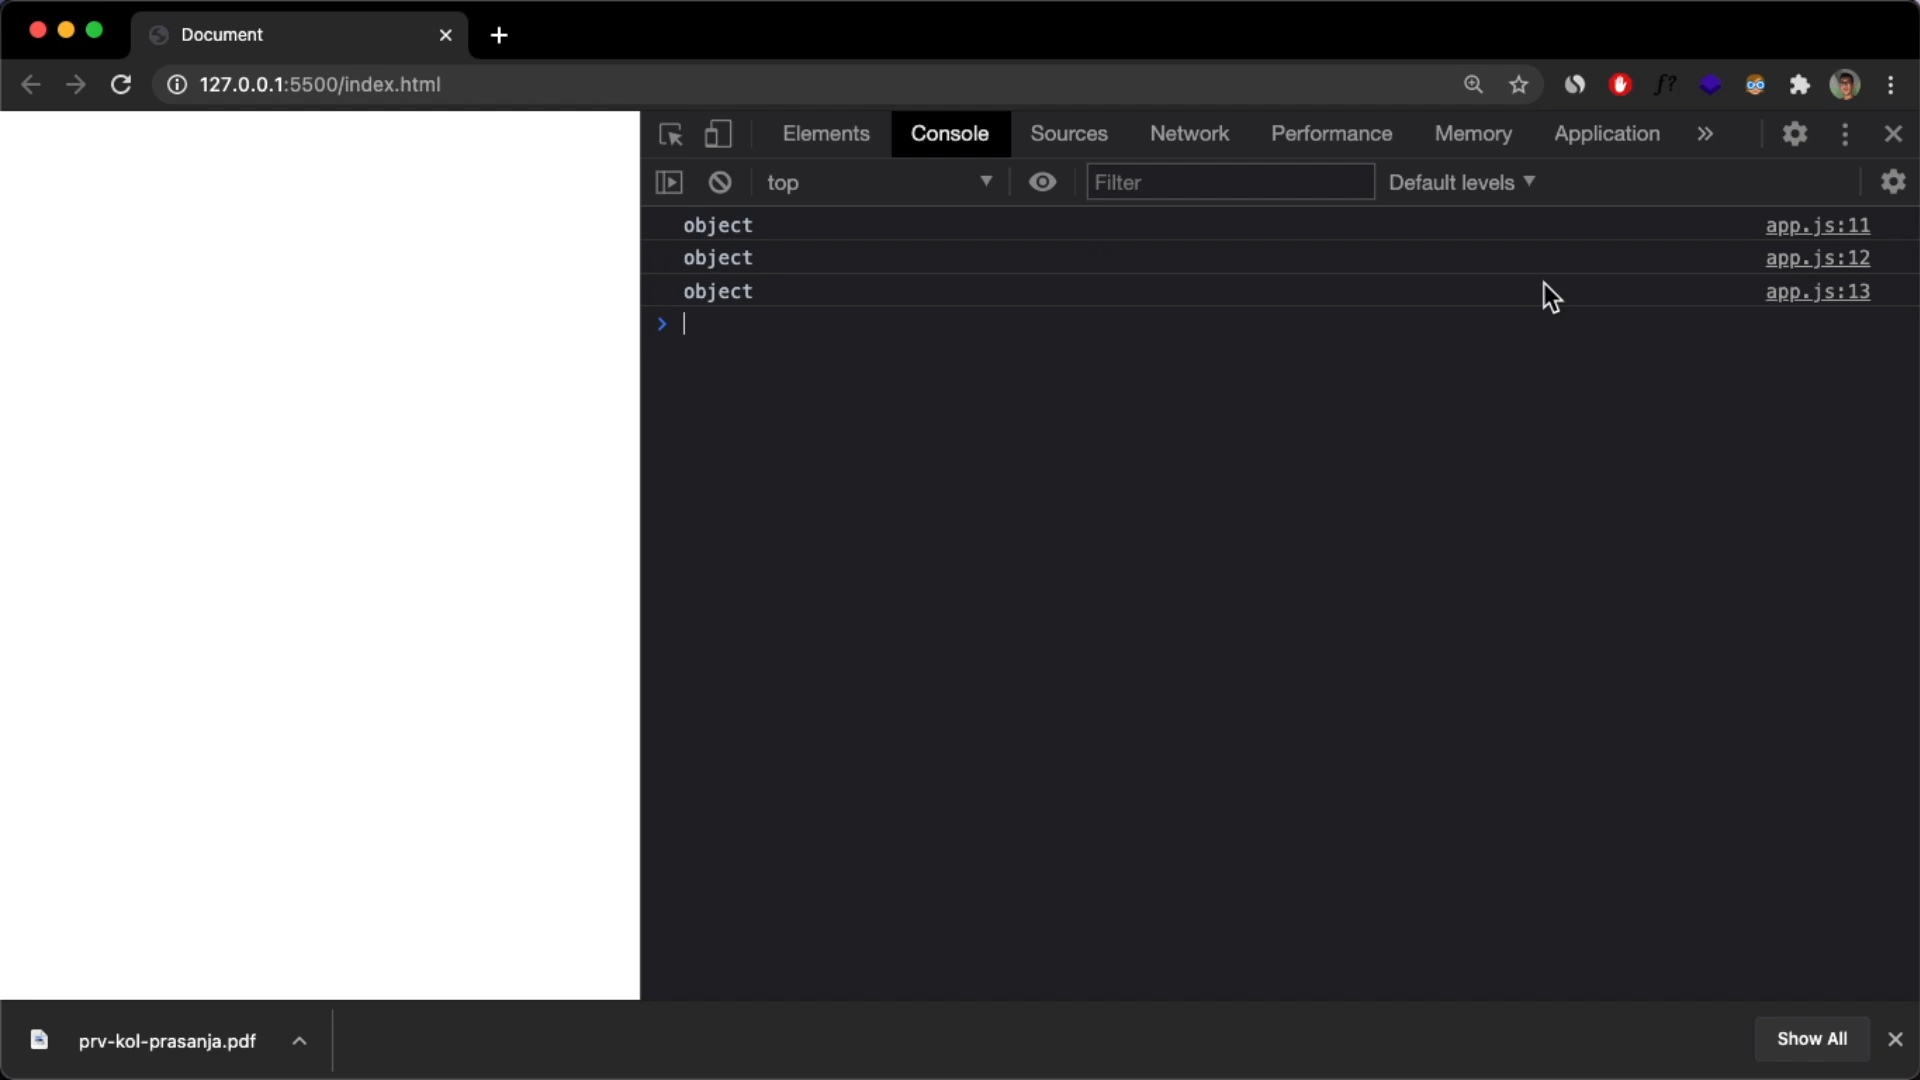 Document
127.0.0.1:5500/index.html
f?
Elements Console Sources Network Performance Memory Application »
top Filter Default levels
object app.js:11
object app.js:12
object app.js:13
prv-kol-prasanja.pdf Show All